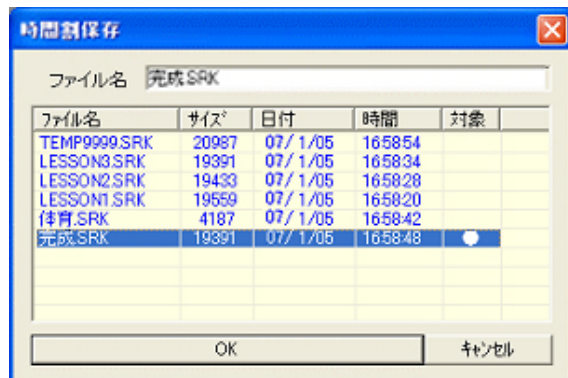 時間割保存
ファイル名 完成.SRK
ファイル名 サイズ 日付 時間 対象
TEMP9999.SRK 20987 07/ 1/05 16:58:54
LESSON3.SRK 19391 07/ 1/05 16:58:34
LESSON2.SRK 19433 07/ 1/05 16:58:28
LESSON1.SRK 19559 07/ 1/05 16:58:20
体育.SRK 4187 07/ 1/05 16:58:42
完成.SRK 19391 07/ 1/05 16:58:48 ●
OK キャンセル